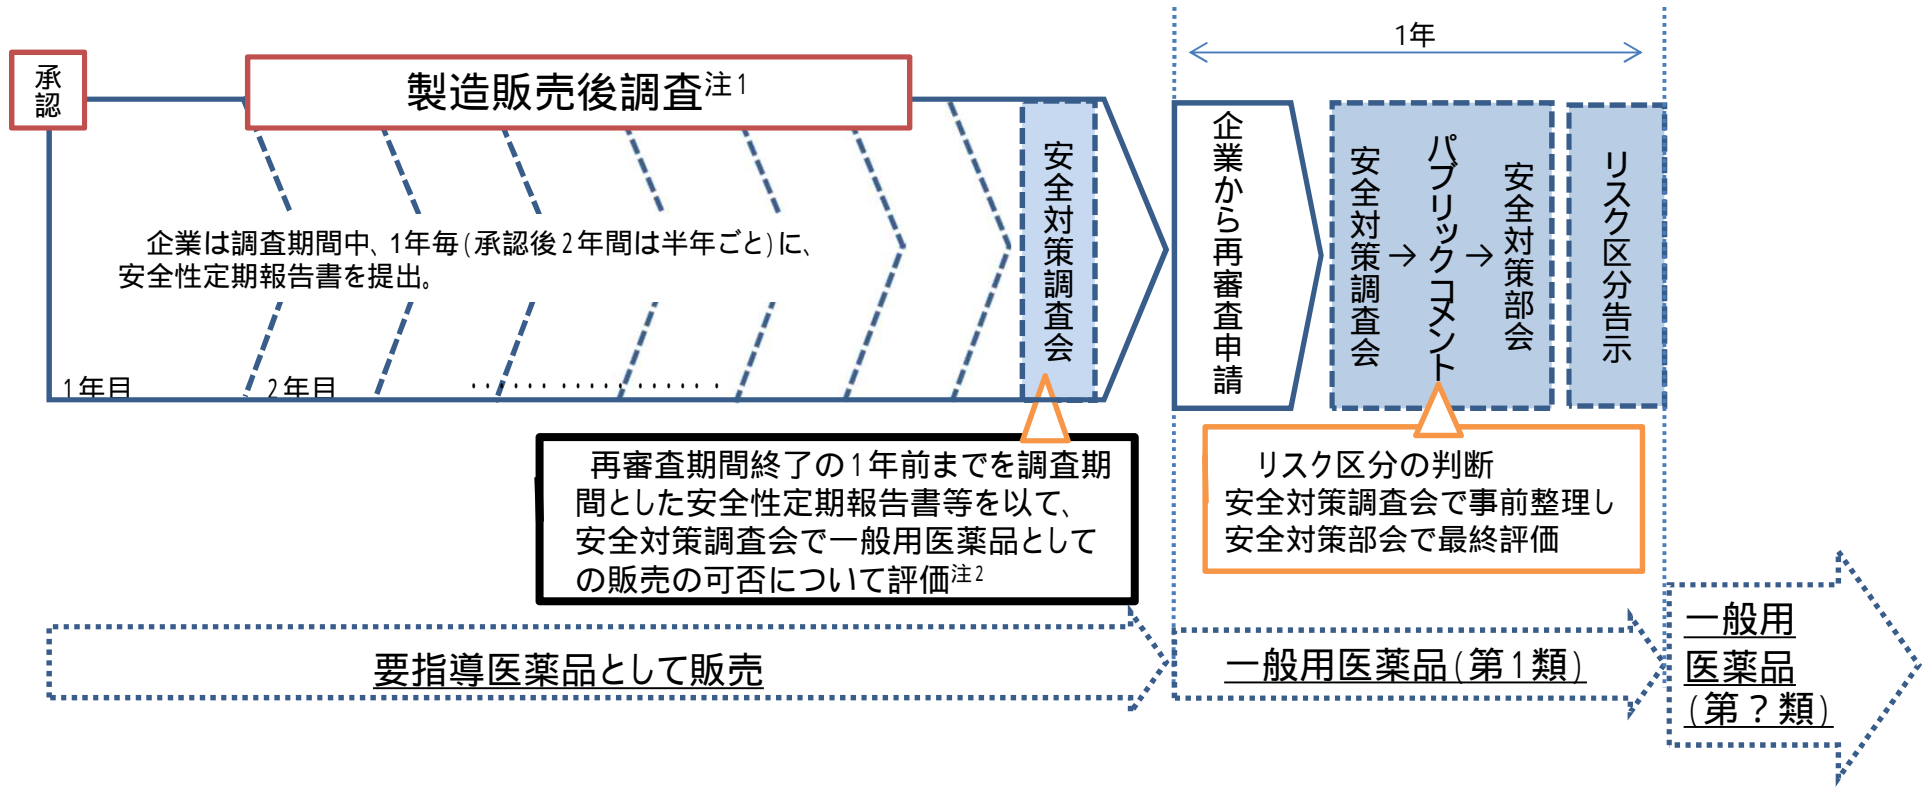 1年
承認
製造販売後調査注1
企業は調査期間中、1年毎(承認後2年間は半年ごと)に、
安全性定期報告書を提出。
1年目
2年目
‥‥‥‥‥‥‥‥‥
安全対策調査会
企業から再審査申請
安全対策調査会
→
パブリックコメント
→
安全対策部会
リスク区分告示
再審査期間終了の1年前までを調査期
間とした安全性定期報告書等を以て、
安全対策調査会で一般用医薬品として
の販売の可否について評価注2
リスク区分の判断
安全対策調査会で事前整理し
安全対策部会で最終評価
要指導医薬品として販売
一般用医薬品(第1類)
一般用
医薬品
(第?類)